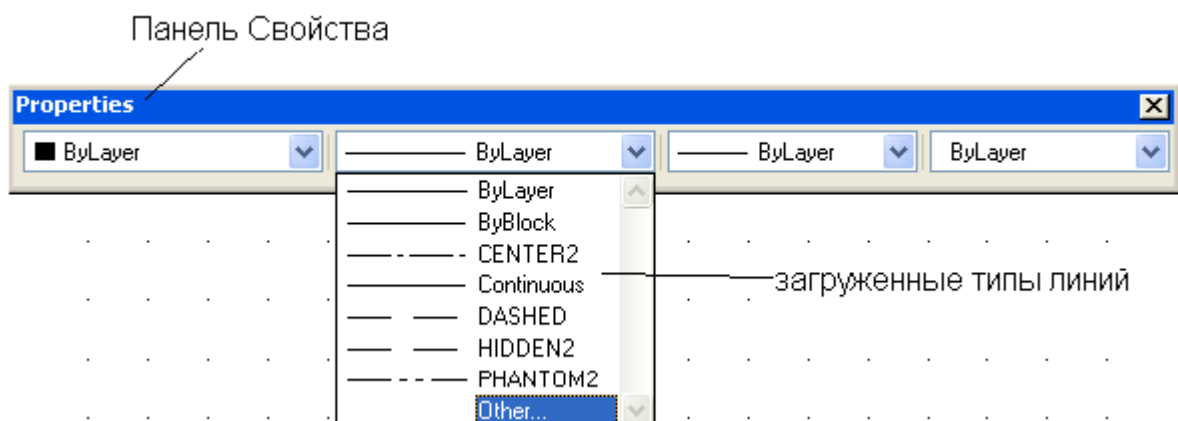 Панель Свойства
Properties
ByLayer ByLayer ByLayer ByLayer
ByLayer
ByBlock
CENTER2
Continuous
загруженные типы линий
DASHED
HIDDEN2
PHANTOM2
Other...